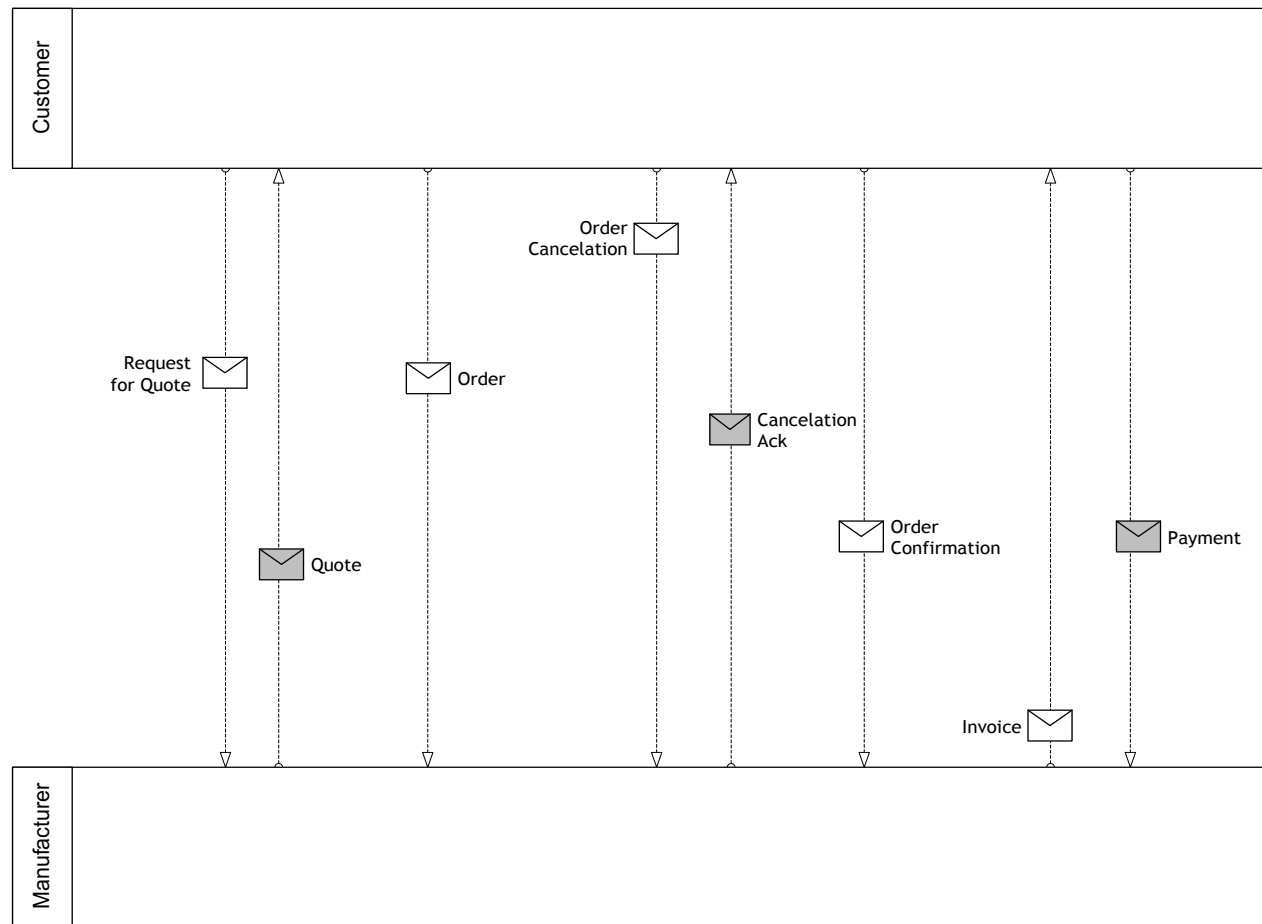 Customer
Order
Cancelation
Request
for Quote
Order
Cancelation
Ack
Order
Confirmation
Payment
Quote
Invoice
Manufacturer